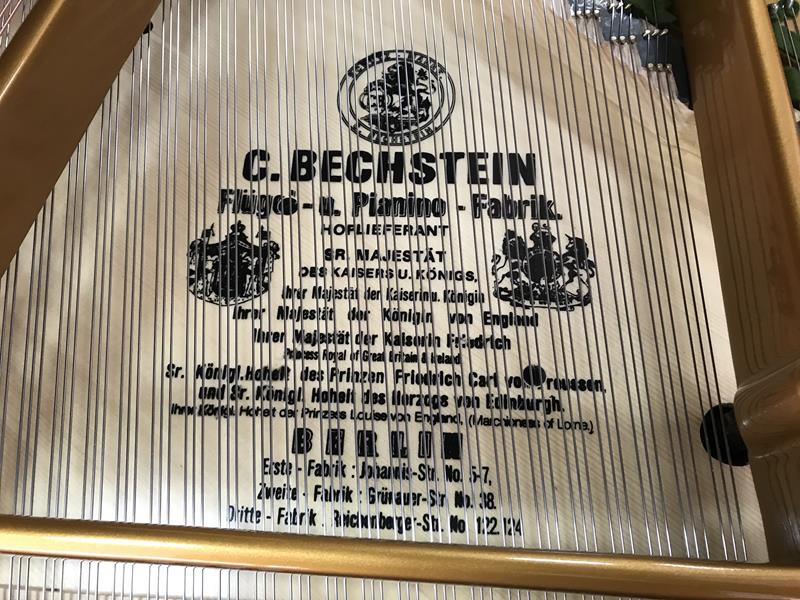 C. BECHSTEIN
Flügel- u. Pianino - Fabrik.
HOFLIEFERANT
SR. MAJESTÄT
DES KAISERS U. KÖNIGS,
Ihrer Majestät der Kaiserin u. Königin
Ihrer Majestät der Königin von England
Ihrer Majestät der Kaiserin Friedrich
Princess Royal of Great Britain & Ireland
Sr. Königl. Hoheit des Prinzen Friedrich Carl von Preussen,
und Sr. Königl. Hoheit des Herzogs von Edinburgh.
Ihrer Königl. Hoheit der Prinzess Louise von England, (Marchioness of Lorne.)
BERLIN
Erste - Fabrik : Johannis-Str. No. 5-7,
Zweite - Fabrik : Grünauer-Str. No. 38.
Dritte - Fabrik : Reichenberger-Str. No. 122.124